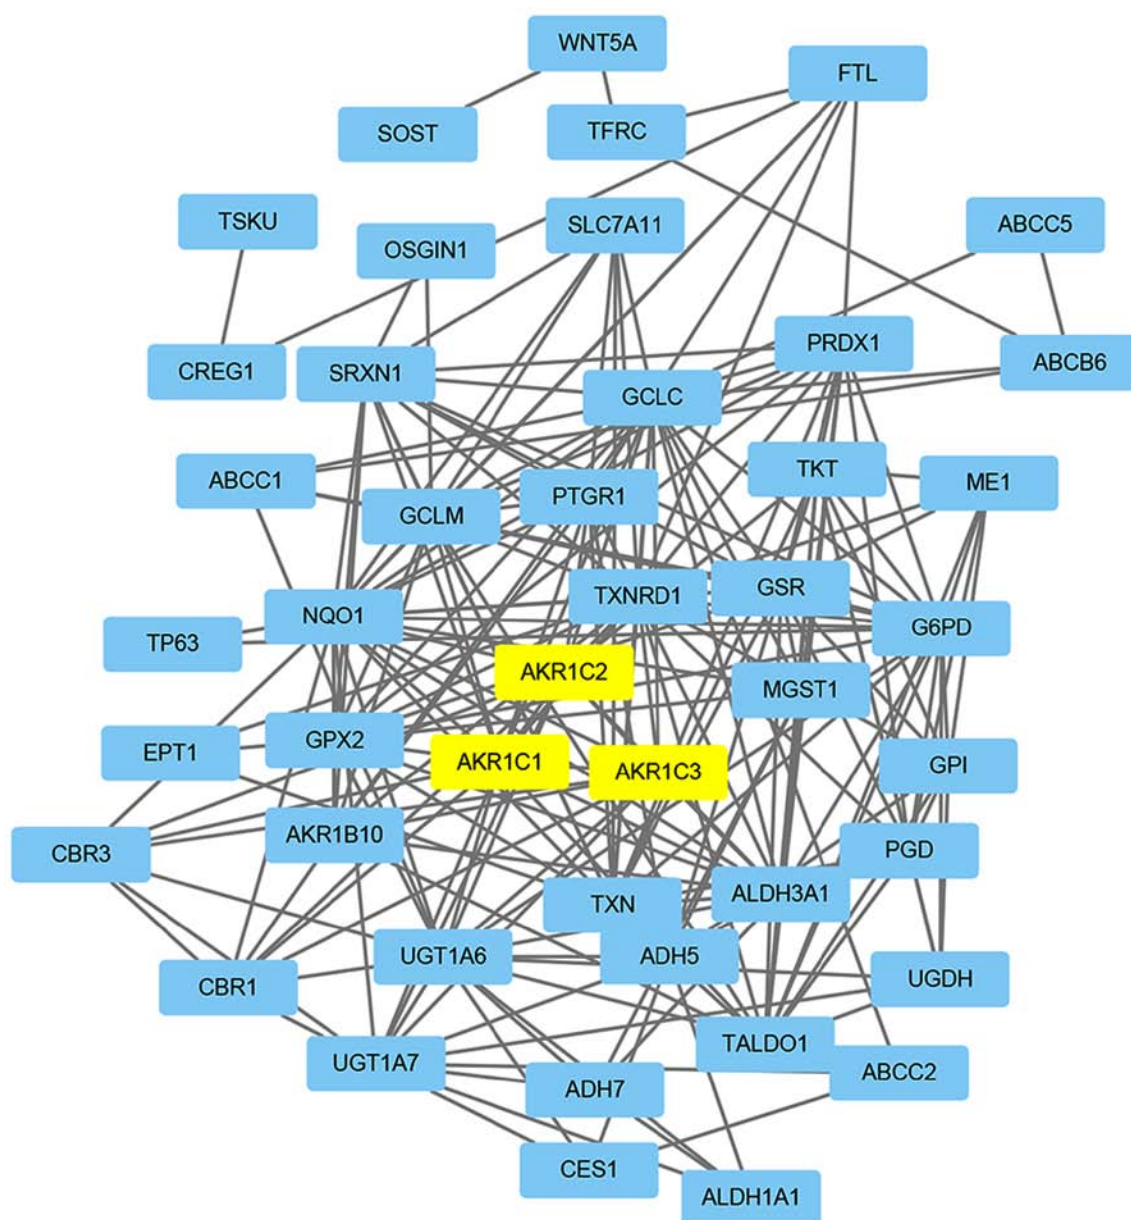 WNT5A
FTL
SOST
TFRC
TSKU
OSGIN1
SLC7A11
ABCC5
CREG1
SRXN1
PRDX1
ABCB6
GCLC
ABCC1
GCLM
PTGR1
TKT
ME1
TP63
NQO1
TXNRD1
GSR
G6PD
AKR1C2
MGST1
EPT1
GPX2
AKR1C1
AKR1C3
GPI
CBR3
AKR1B10
PGD
TXN
ALDH3A1
CBR1
UGT1A6
ADH5
UGDH
UGT1A7
TALDO1
ABCC2
ADH7
CES1
ALDH1A1